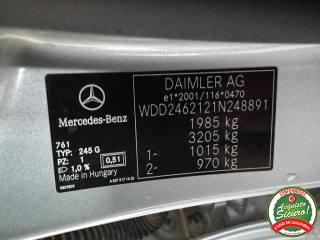 DAIMLER AG
e1*2001/116*0470
WDD2462121N248891
Mercedes-Benz
1985 kg
3205 kg
1- 1015 kg
2- 970 kg
761
TYP: 245 G
PZ: 1
1,0 % 0,51
Made in Hungary
Acquisto
Sicuro!